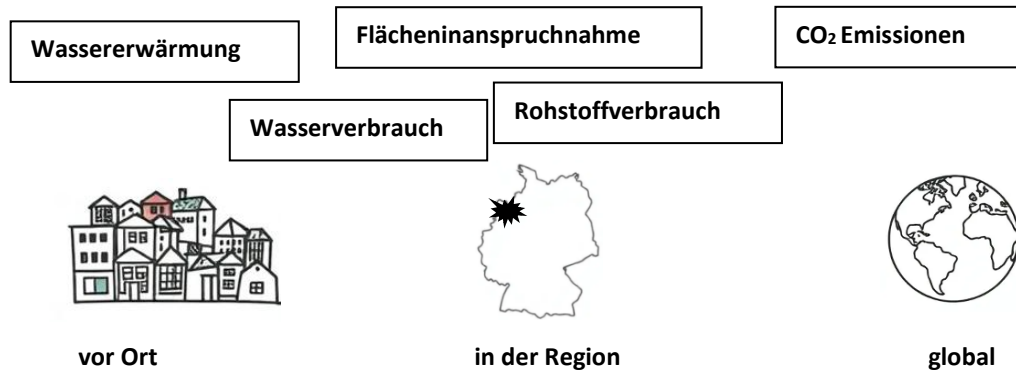 Wassererwärmung
Flächeninanspruchnahme
CO₂ Emissionen
Wasserverbrauch
Rohstoffverbrauch
vor Ort
in der Region
global